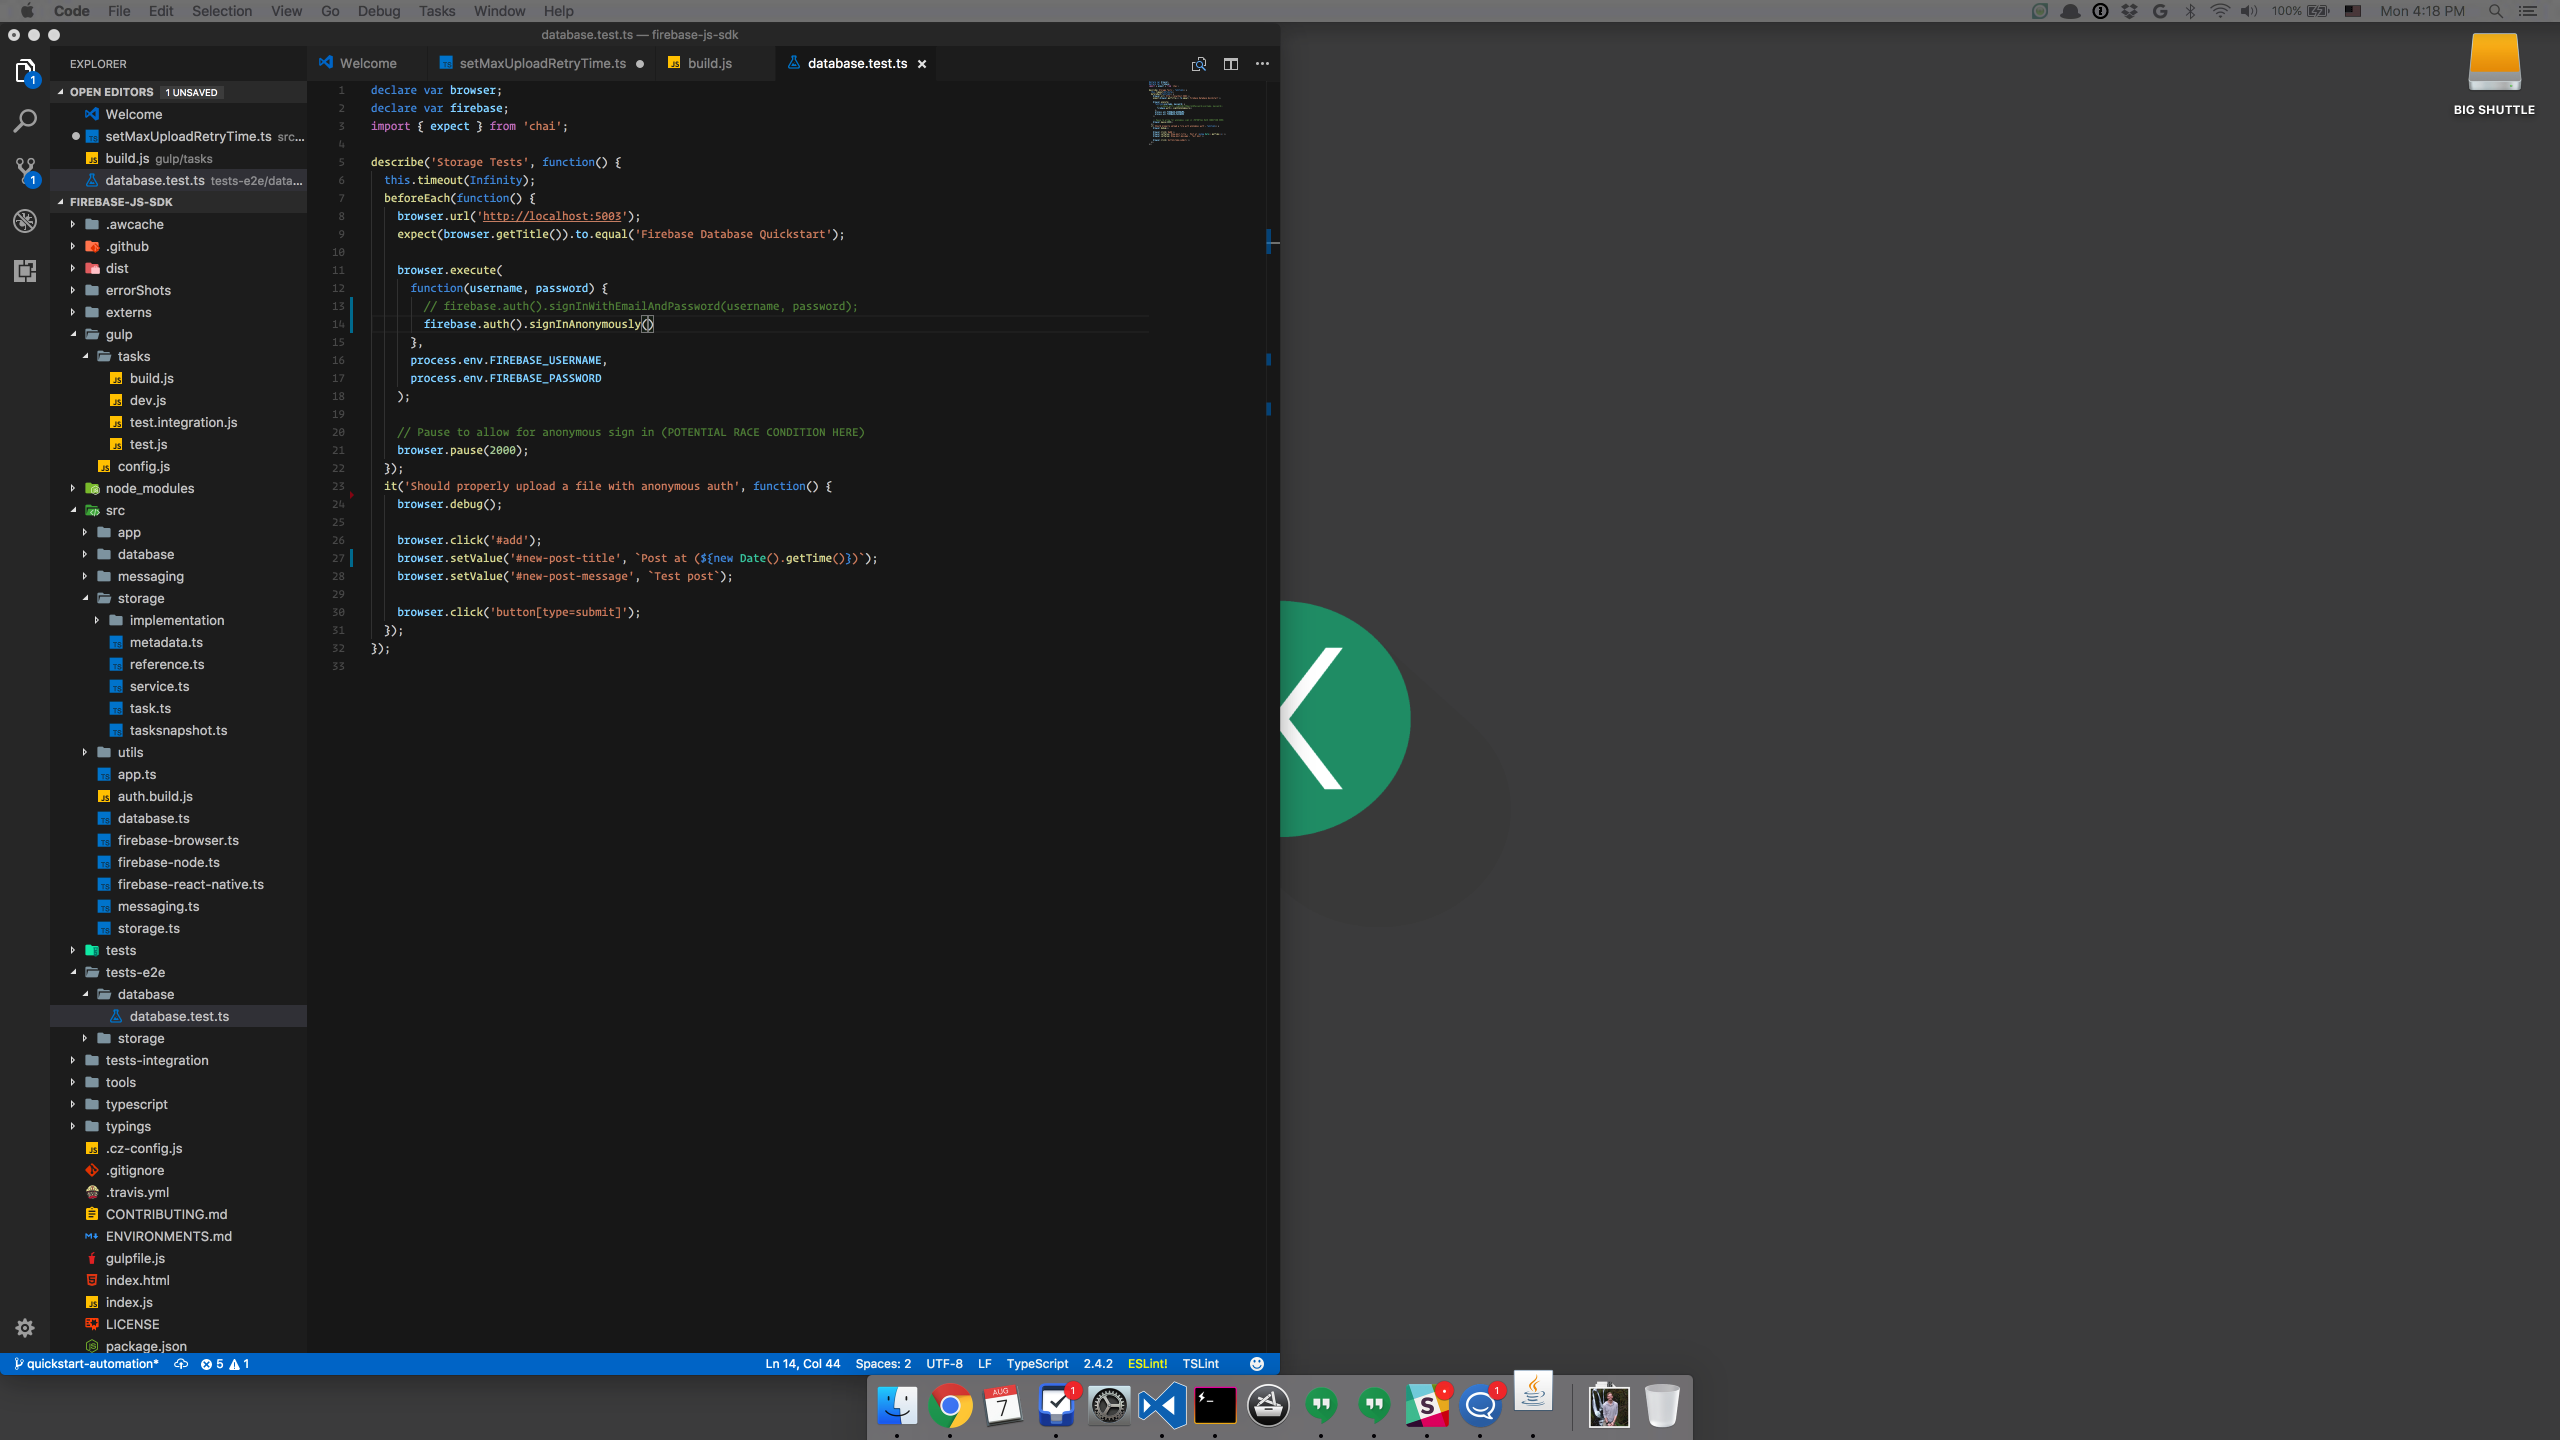 Code File Edit Selection View Go Debug Tasks Window Help
100% Mon 4:18 PM
database.test.ts — firebase-js-sdk
EXPLORER
OPEN EDITORS 1 UNSAVED
Welcome
setMaxUploadRetryTime.ts src...
build.js gulp/tasks
database.test.ts tests-e2e/data...
FIREBASE-JS-SDK
.awcache
.github
dist
errorShots
externs
gulp
tasks
build.js
dev.js
test.integration.js
test.js
config.js
node_modules
src
app
database
messaging
storage
implementation
metadata.ts
reference.ts
service.ts
task.ts
tasksnapshot.ts
utils
app.ts
auth.build.js
database.ts
firebase-browser.ts
firebase-node.ts
firebase-react-native.ts
messaging.ts
storage.ts
tests
tests-e2e
database
database.test.ts
storage
tests-integration
tools
typescript
typings
.cz-config.js
.gitignore
.travis.yml
CONTRIBUTING.md
ENVIRONMENTS.md
gulpfile.js
index.html
index.js
LICENSE
package.json
Welcome setMaxUploadRetryTime.ts build.js database.test.ts
1 declare var browser;
2 declare var firebase;
3 import { expect } from 'chai';
4
5 describe('Storage Tests', function() {
6 this.timeout(Infinity);
7 beforeEach(function() {
8 browser.url('http://localhost:5003');
9 expect(browser.getTitle()).to.equal('Firebase Database Quickstart');
10
11 browser.execute(
12 function(username, password) {
13 // firebase.auth().signInWithEmailAndPassword(username, password);
14 firebase.auth().signInAnonymously()
15 },
16 process.env.FIREBASE_USERNAME,
17 process.env.FIREBASE_PASSWORD
18 );
19
20 // Pause to allow for anonymous sign in (POTENTIAL RACE CONDITION HERE)
21 browser.pause(2000);
22 });
23 it('Should properly upload a file with anonymous auth', function() {
24 browser.debug();
25
26 browser.click('#add');
27 browser.setValue('#new-post-title', `Post at (${new Date().getTime()})`);
28 browser.setValue('#new-post-message', `Test post`);
29
30 browser.click('button[type=submit]');
31 });
32 });
33
quickstart-automation* 5 1 Ln 14, Col 44 Spaces: 2 UTF-8 LF TypeScript 2.4.2 ESLint! TSLint
BIG SHUTTLE
K
AUG
7
1
1